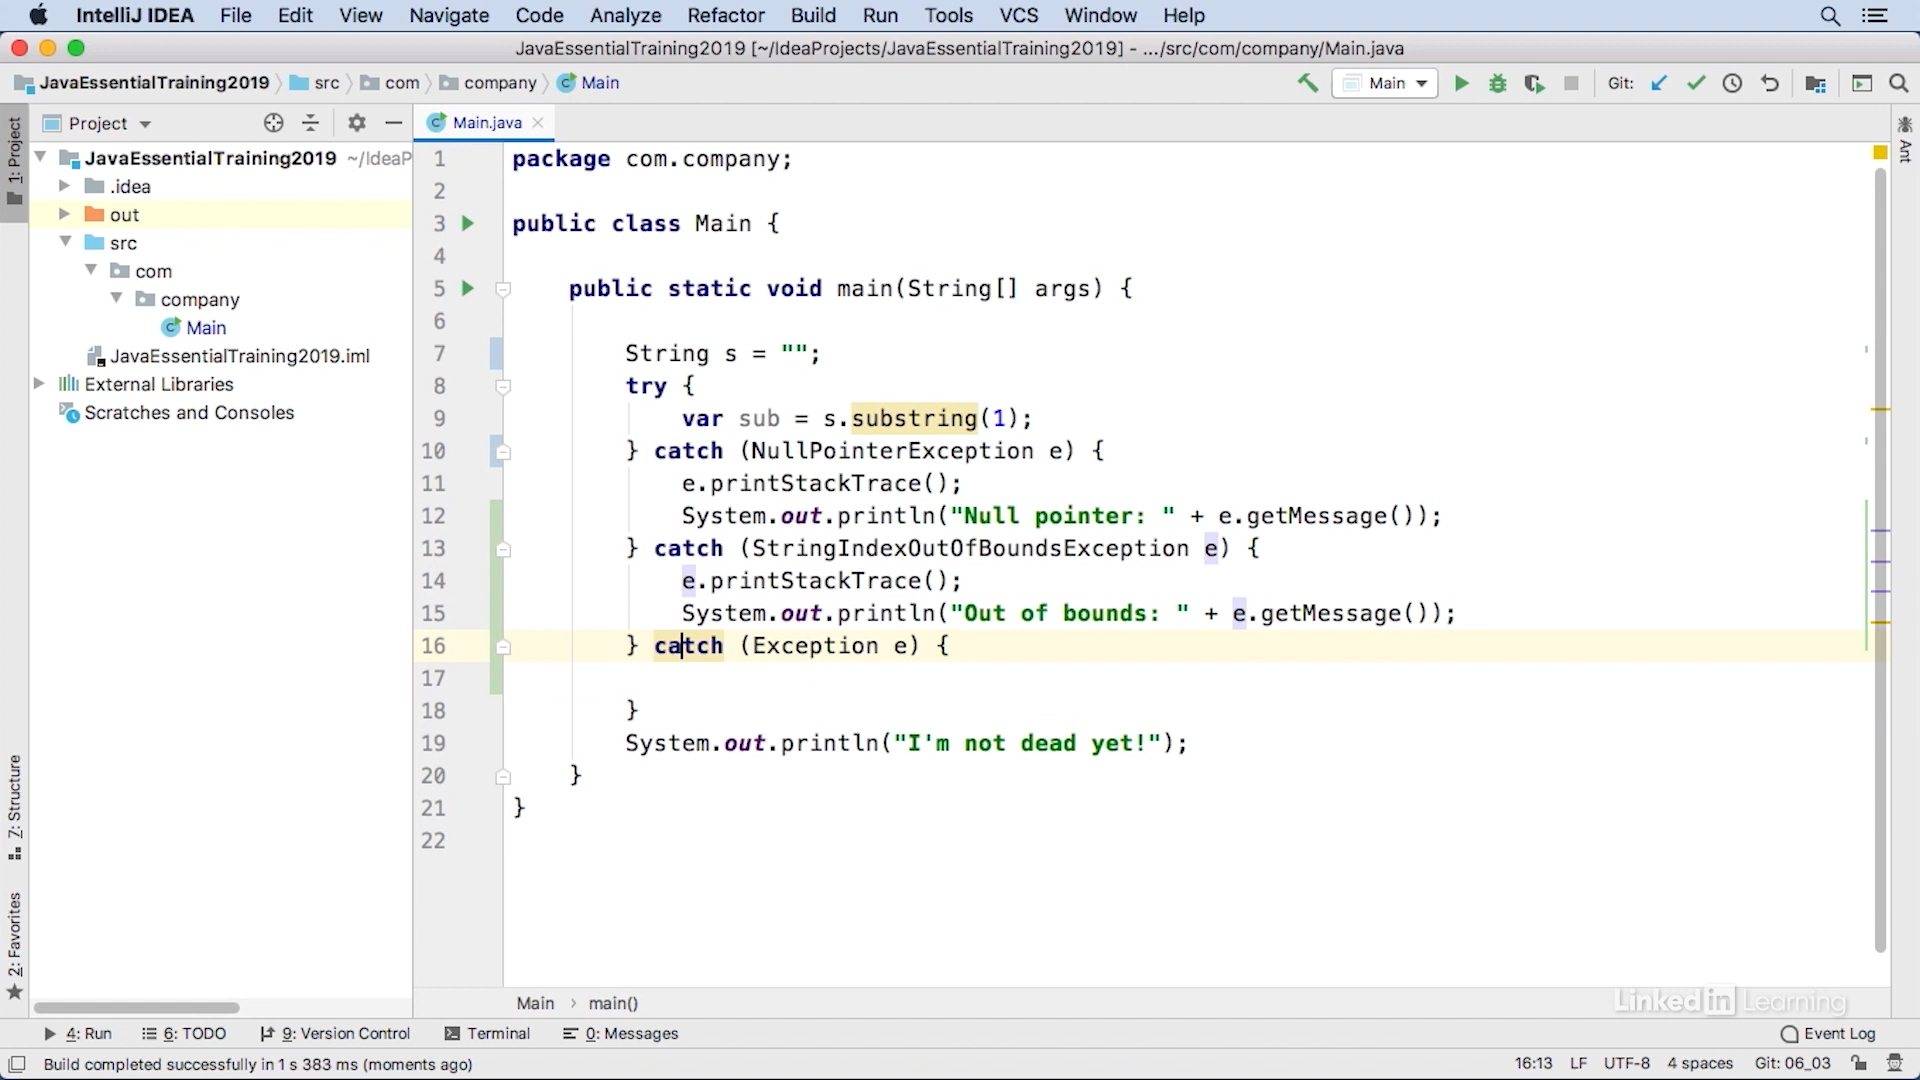 IntelliJ IDEA File Edit View Navigate Code Analyze Refactor Build Run Tools VCS Window Help
JavaEssentialTraining2019 [~/IdeaProjects/JavaEssentialTraining2019] - .../src/com/company/Main.java
JavaEssentialTraining2019 src com company Main Main Git:
1: Project
Project
Main.java
Ant
JavaEssentialTraining2019 ~/IdeaP
.idea
out
src
com
company
Main
JavaEssentialTraining2019.iml
External Libraries
Scratches and Consoles
1 package com.company;
2
3 public class Main {
4
5 public static void main(String[] args) {
6
7 String s = "";
8 try {
9 var sub = s.substring(1);
10 } catch (NullPointerException e) {
11 e.printStackTrace();
12 System.out.println("Null pointer: " + e.getMessage());
13 } catch (StringIndexOutOfBoundsException e) {
14 e.printStackTrace();
15 System.out.println("Out of bounds: " + e.getMessage());
16 } catch (Exception e) {
17
18 }
19 System.out.println("I'm not dead yet!");
20 }
21 }
22
7: Structure
2: Favorites
Main main()
Linked in Learning
4: Run 6: TODO 9: Version Control Terminal 0: Messages Event Log
Build completed successfully in 1 s 383 ms (moments ago) 16:13 LF UTF-8 4 spaces Git: 06_03